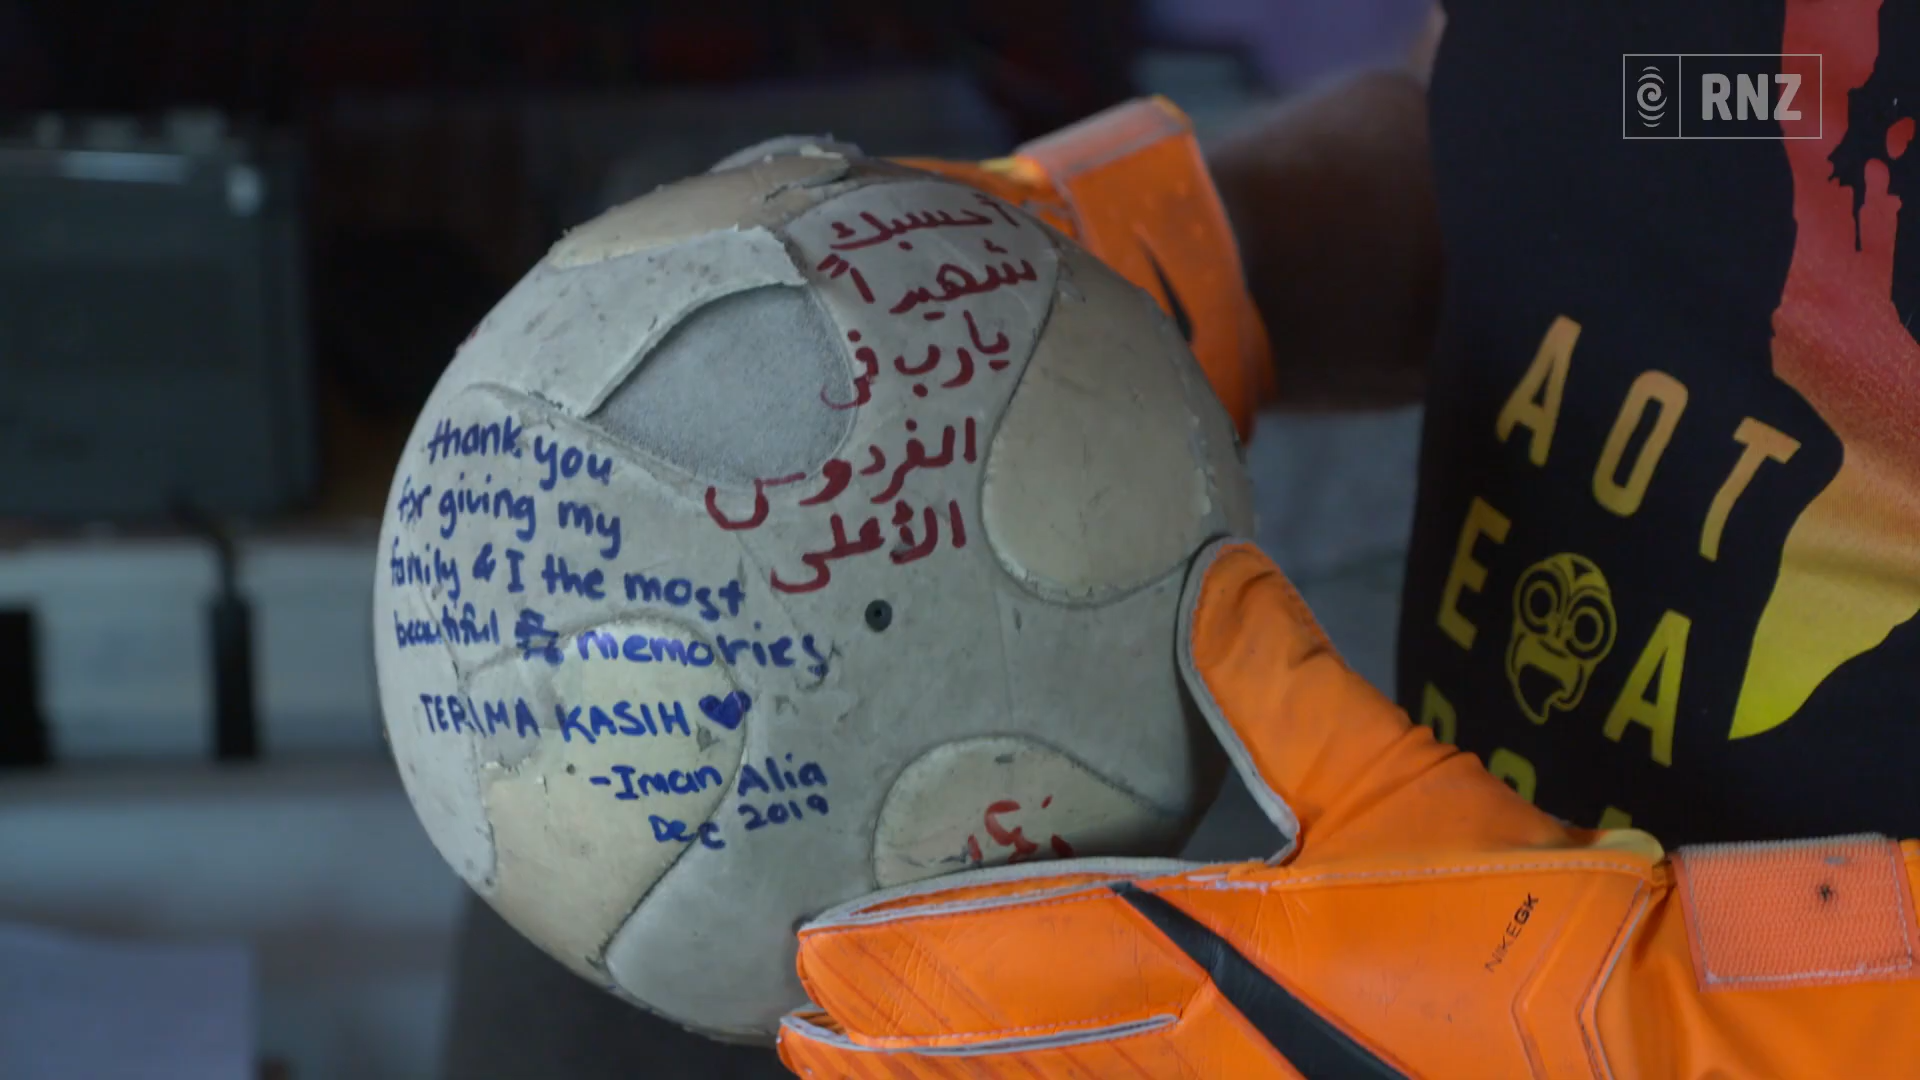 RNZ
أحسبك
شهيداً
يارب في
الفردوس
الأعلى
thank you
for giving my
family & I the most
beautiful memories
TERIMA KASIH
-Iman Alia
Dec 2019
AOT
EA
NIKEGK